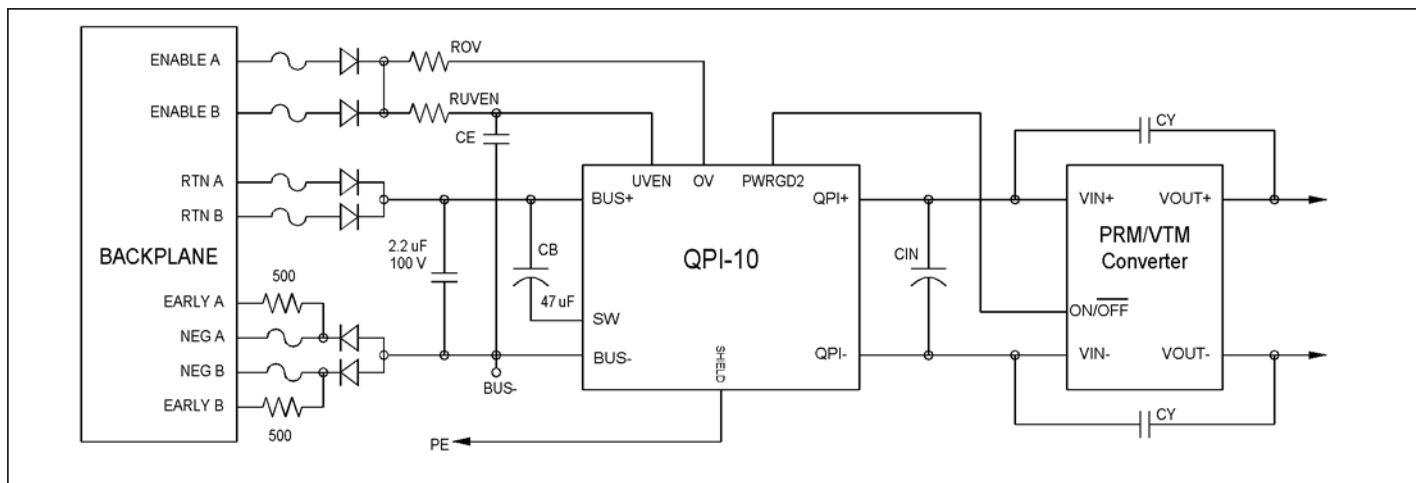 ENABLE A
ENABLE B
RTN A
RTN B
BACKPLANE
500
EARLY A
NEG A
NEG B
EARLY B
500
ROV
RUVEN
CE
2.2 uF
100 V
CB
47 uF
BUS-
PE
UVEN
OV
PWRGD2
BUS+
QPI+
QPI-10
SW
BUS-
SHIELD
QPI-
CIN
CY
VIN+
VOUT+
PRM/VTM
Converter
ON/OFF
VIN-
VOUT-
CY